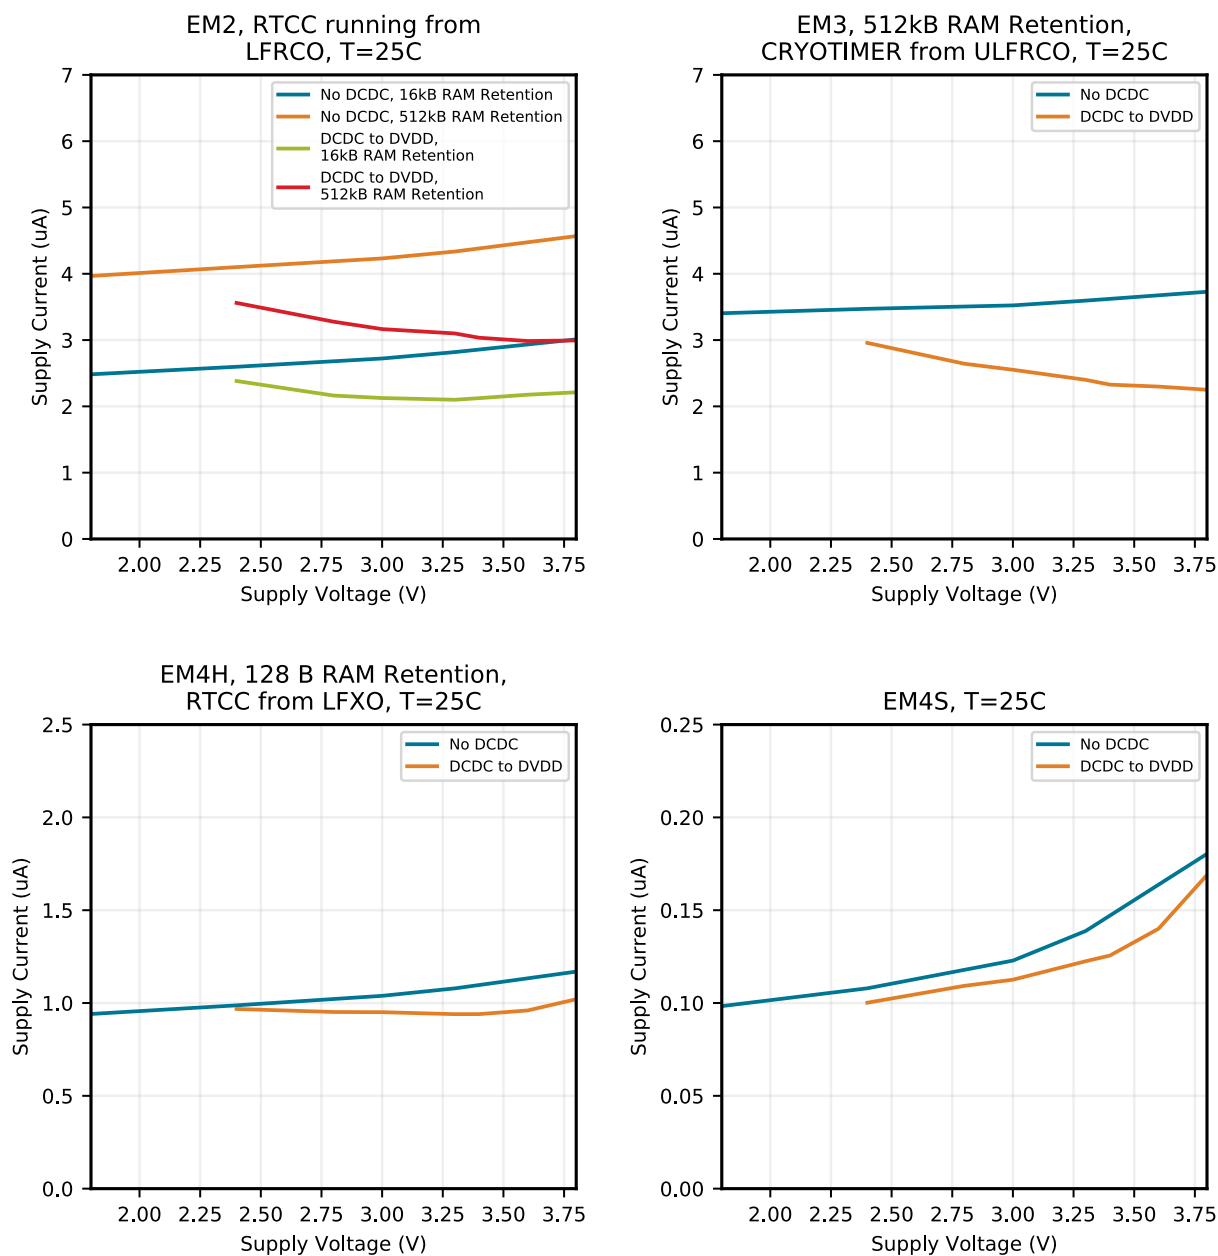 EM2, RTCC running from
LFRCO, T=25C
7
6
5
4
3
2
1
0
Supply Current (uA)
No DCDC, 16kB RAM Retention
No DCDC, 512kB RAM Retention
DCDC to DVDD,
16kB RAM Retention
DCDC to DVDD,
512kB RAM Retention
2.00 2.25 2.50 2.75 3.00 3.25 3.50 3.75
Supply Voltage (V)
EM3, 512kB RAM Retention,
CRYOTIMER from ULFRCO, T=25C
7
6
5
4
3
2
1
0
Supply Current (uA)
No DCDC
DCDC to DVDD
2.00 2.25 2.50 2.75 3.00 3.25 3.50 3.75
Supply Voltage (V)
EM4H, 128 B RAM Retention,
RTCC from LFXO, T=25C
2.5
2.0
1.5
1.0
0.5
0.0
Supply Current (uA)
No DCDC
DCDC to DVDD
2.00 2.25 2.50 2.75 3.00 3.25 3.50 3.75
Supply Voltage (V)
EM4S, T=25C
0.25
0.20
0.15
0.10
0.05
0.00
Supply Current (uA)
No DCDC
DCDC to DVDD
2.00 2.25 2.50 2.75 3.00 3.25 3.50 3.75
Supply Voltage (V)